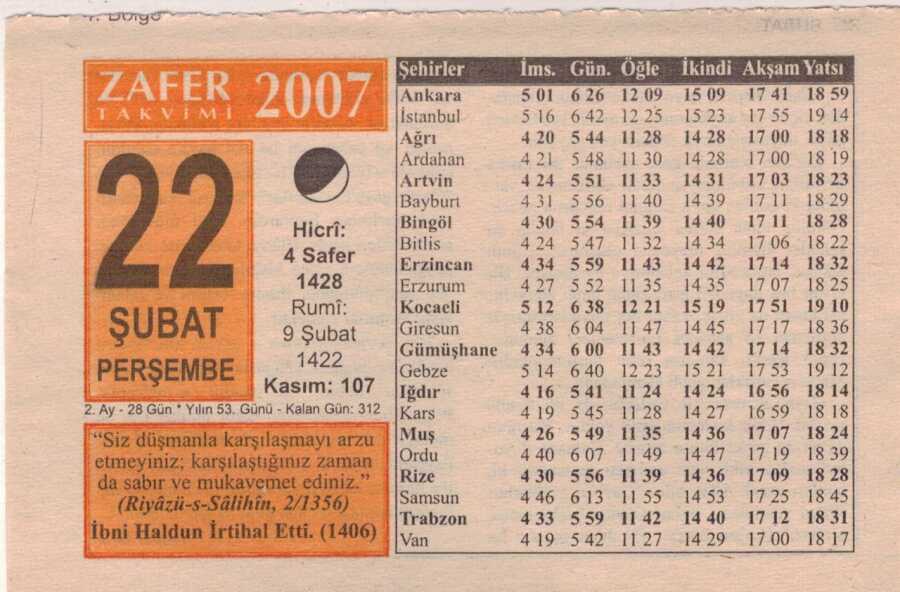 4. Bölge
ZAFER
TAKVİMİ
2007
22
ŞUBAT
PERŞEMBE
Hicrî:
4 Safer
1428
Rumî:
9 Şubat
1422
Kasım: 107
2. Ay - 28 Gün * Yılın 53. Günü - Kalan Gün: 312
“Siz düşmanla karşılaşmayı arzu
etmeyiniz; karşılaştığınız zaman
da sabır ve mukavemet ediniz.”
(Riyâzü-s-Sâlihîn, 2/1356)
İbni Haldun İrtihal Etti. (1406)
Şehirler İms. Gün. Öğle İkindi Akşam Yatsı
Ankara 5 01 6 26 12 09 15 09 17 41 18 59
İstanbul 5 16 6 42 12 25 15 23 17 55 19 14
Ağrı 4 20 5 44 11 28 14 28 17 00 18 18
Ardahan 4 21 5 48 11 30 14 28 17 00 18 19
Artvin 4 24 5 51 11 33 14 31 17 03 18 23
Bayburt 4 31 5 56 11 40 14 39 17 11 18 29
Bingöl 4 30 5 54 11 39 14 40 17 11 18 28
Bitlis 4 24 5 47 11 32 14 34 17 06 18 22
Erzincan 4 34 5 59 11 43 14 42 17 14 18 32
Erzurum 4 27 5 52 11 35 14 35 17 07 18 25
Kocaeli 5 12 6 38 12 21 15 19 17 51 19 10
Giresun 4 38 6 04 11 47 14 45 17 17 18 36
Gümüşhane 4 34 6 00 11 43 14 42 17 14 18 32
Gebze 5 14 6 40 12 23 15 21 17 53 19 12
Iğdır 4 16 5 41 11 24 14 24 16 56 18 14
Kars 4 19 5 45 11 28 14 27 16 59 18 18
Muş 4 26 5 49 11 35 14 36 17 07 18 24
Ordu 4 40 6 07 11 49 14 47 17 19 18 39
Rize 4 30 5 56 11 39 14 36 17 09 18 28
Samsun 4 46 6 13 11 55 14 53 17 25 18 45
Trabzon 4 33 5 59 11 42 14 40 17 12 18 31
Van 4 19 5 42 11 27 14 29 17 00 18 17